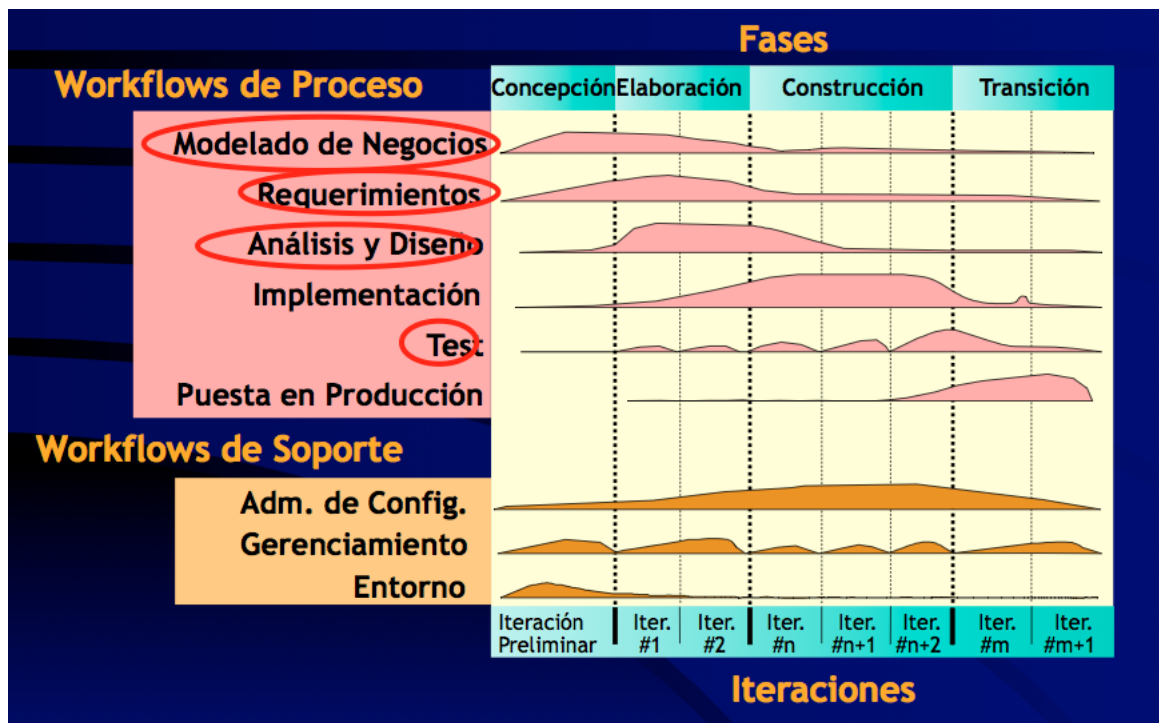 Fases
Workflows de Proceso
Concepción Elaboración Construcción Transición
Modelado de Negocios
Requerimientos
Análisis y Diseño
Implementación
Test
Puesta en Producción
Workflows de Soporte
Adm. de Config.
Gerenciamiento
Entorno
Iteración Preliminar
Iter. #1
Iter. #2
Iter. #n
Iter. #n+1
Iter. #n+2
Iter. #m
Iter. #m+1
Iteraciones